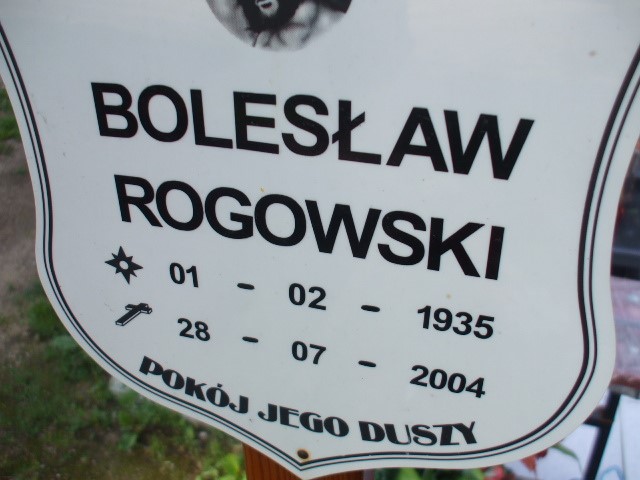 BOLESŁAW
ROGOWSKI
01 - 02 - 1935
28 - 07 - 2004
POKÓJ JEGO DUSZY